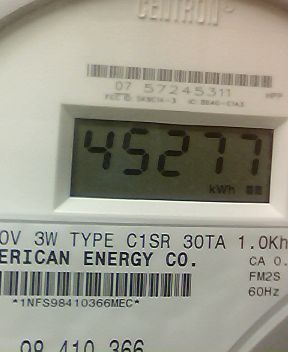 CENTRON
07 57245311
45277
kWh
0V 3W TYPE C1SR 30TA 1.0Kh
ERICAN ENERGY CO.
CA 0.
FM2S
60Hz
*1NFS98410366MEC*
98 410 366